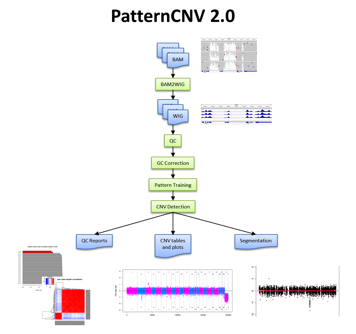 PatternCNV 2.0
BAM
BAM2WIG
WIG
QC
GC Correction
Pattern Training
CNV Detection
QC Reports
CNV tables
and plots
Segmentation